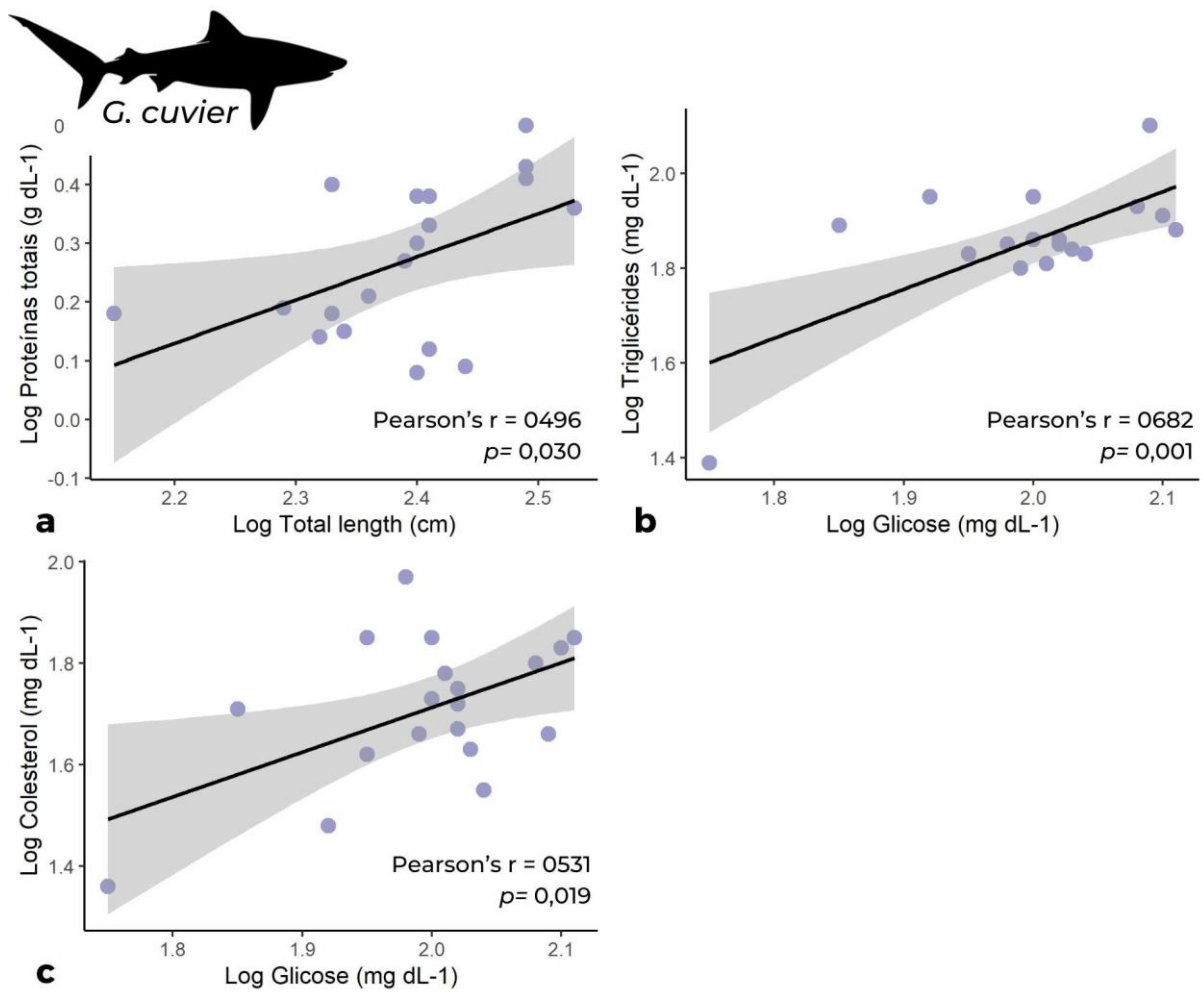 G. cuvier
0
0.4
0.3
0.2
0.1
0.0
-0.1
Log Proteínas totais (g dL-1)
Pearson's r = 0496
p= 0,030
2.2 2.3 2.4 2.5
Log Total length (cm)
a
2.0
1.8
1.6
1.4
Log Triglicérides (mg dL-1)
Pearson's r = 0682
p= 0,001
1.8 1.9 2.0 2.1
Log Glicose (mg dL-1)
b
2.0
1.8
1.6
1.4
Log Colesterol (mg dL-1)
Pearson's r = 0531
p= 0,019
1.8 1.9 2.0 2.1
Log Glicose (mg dL-1)
c